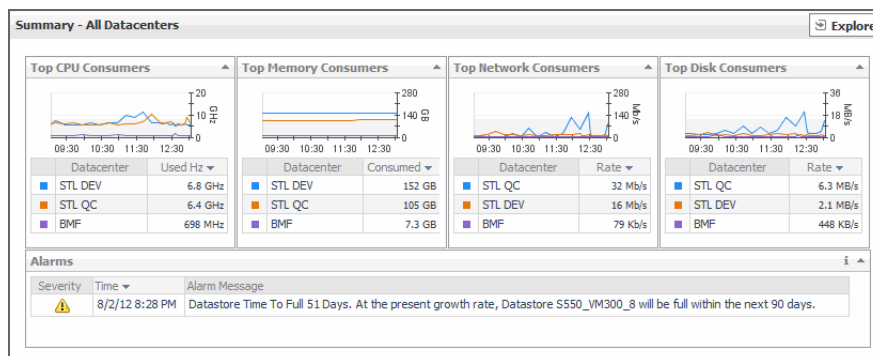 Summary - All Datacenters
Explore
Top CPU Consumers
20
10
0
GHz
09:30 10:30 11:30 12:30
Datacenter Used Hz
STL DEV 6.8 GHz
STL QC 6.4 GHz
BMF 698 MHz
Top Memory Consumers
280
140
0
GB
09:30 10:30 11:30 12:30
Datacenter Consumed
STL DEV 152 GB
STL QC 105 GB
BMF 7.3 GB
Top Network Consumers
280
140
0
Mb/s
09:30 10:30 11:30 12:30
Datacenter Rate
STL QC 32 Mb/s
STL DEV 16 Mb/s
BMF 79 Kb/s
Top Disk Consumers
36
18
0
MB/s
09:30 10:30 11:30 12:30
Datacenter Rate
STL QC 6.3 MB/s
STL DEV 2.1 MB/s
BMF 448 KB/s
Alarms
i
Severity Time Alarm Message
8/2/12 8:28 PM Datastore Time To Full 51 Days. At the present growth rate, Datastore S550_VM300_8 will be full within the next 90 days.